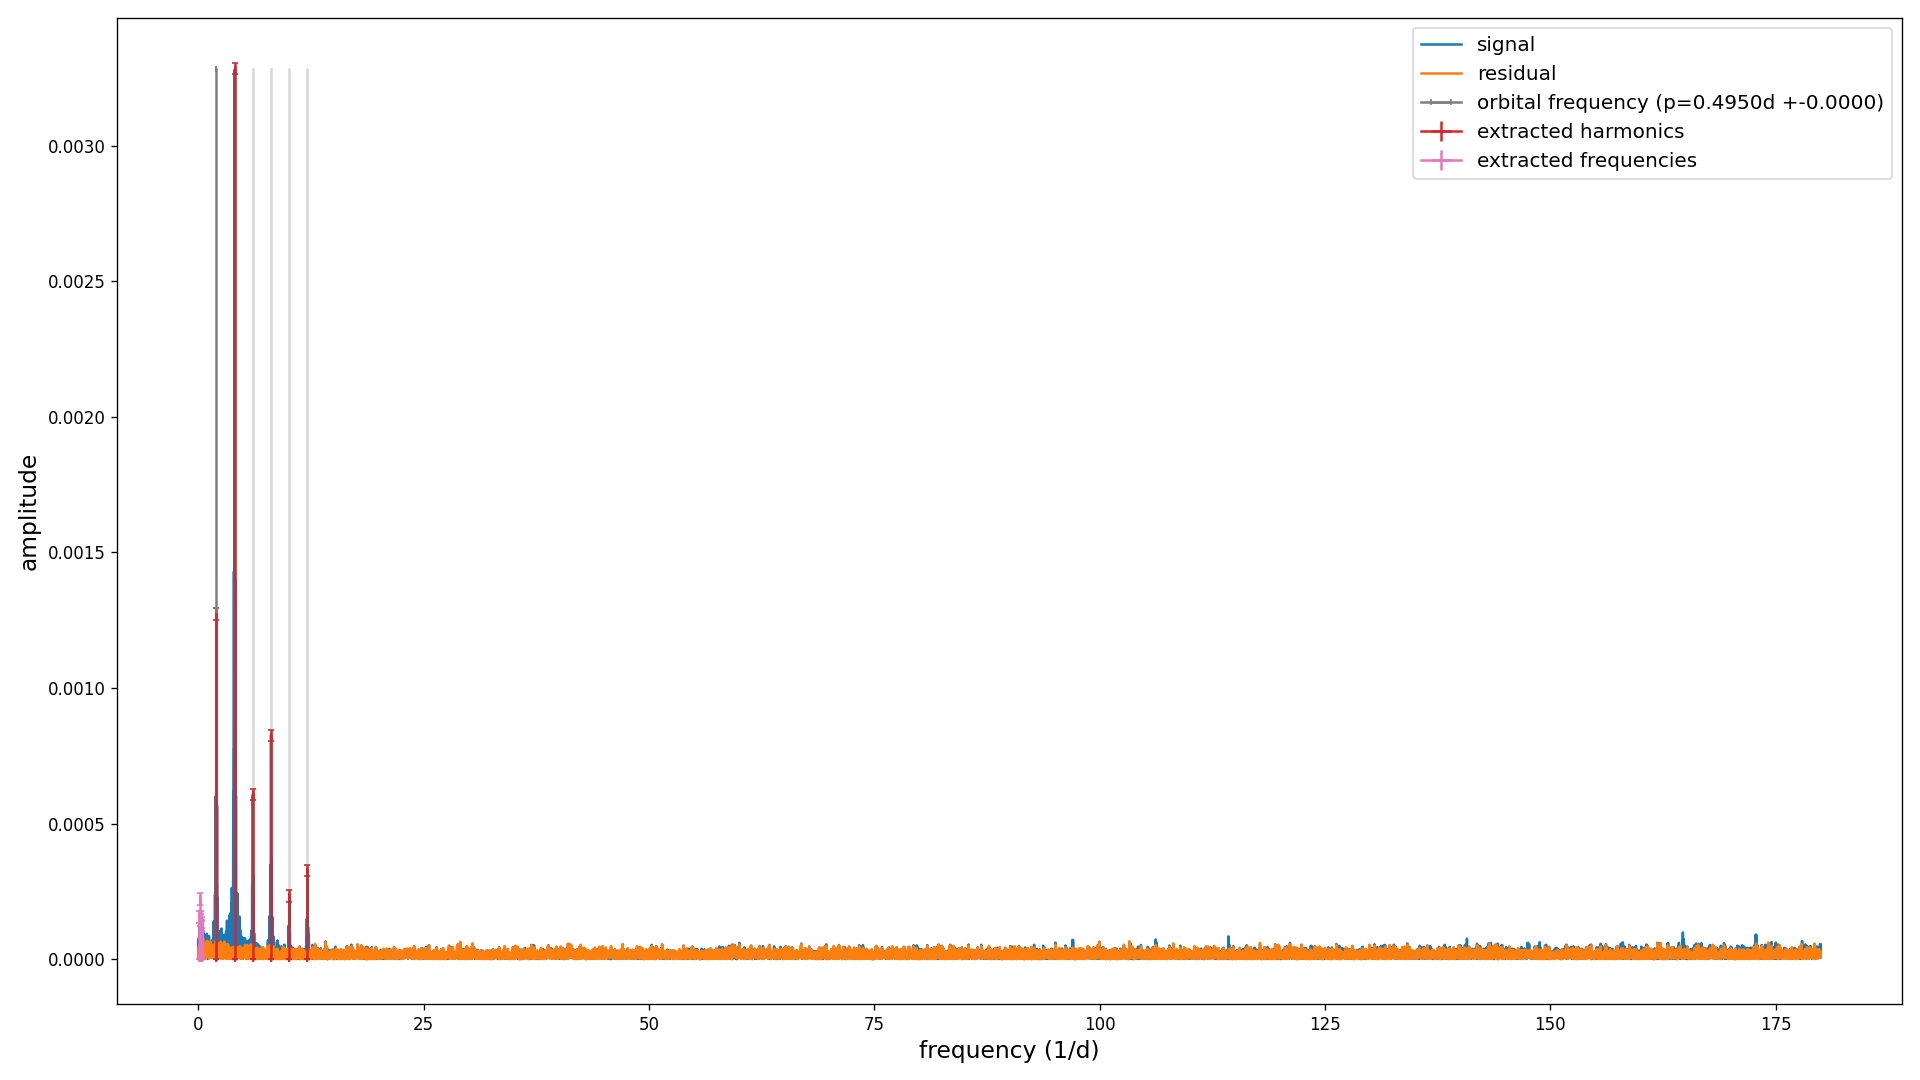 signal
residual
orbital frequency (p=0.4950d +-0.0000)
extracted harmonics
extracted frequencies
amplitude
0.0030
0.0025
0.0020
0.0015
0.0010
0.0005
0.0000
0 25 50 75 100 125 150 175
frequency (1/d)